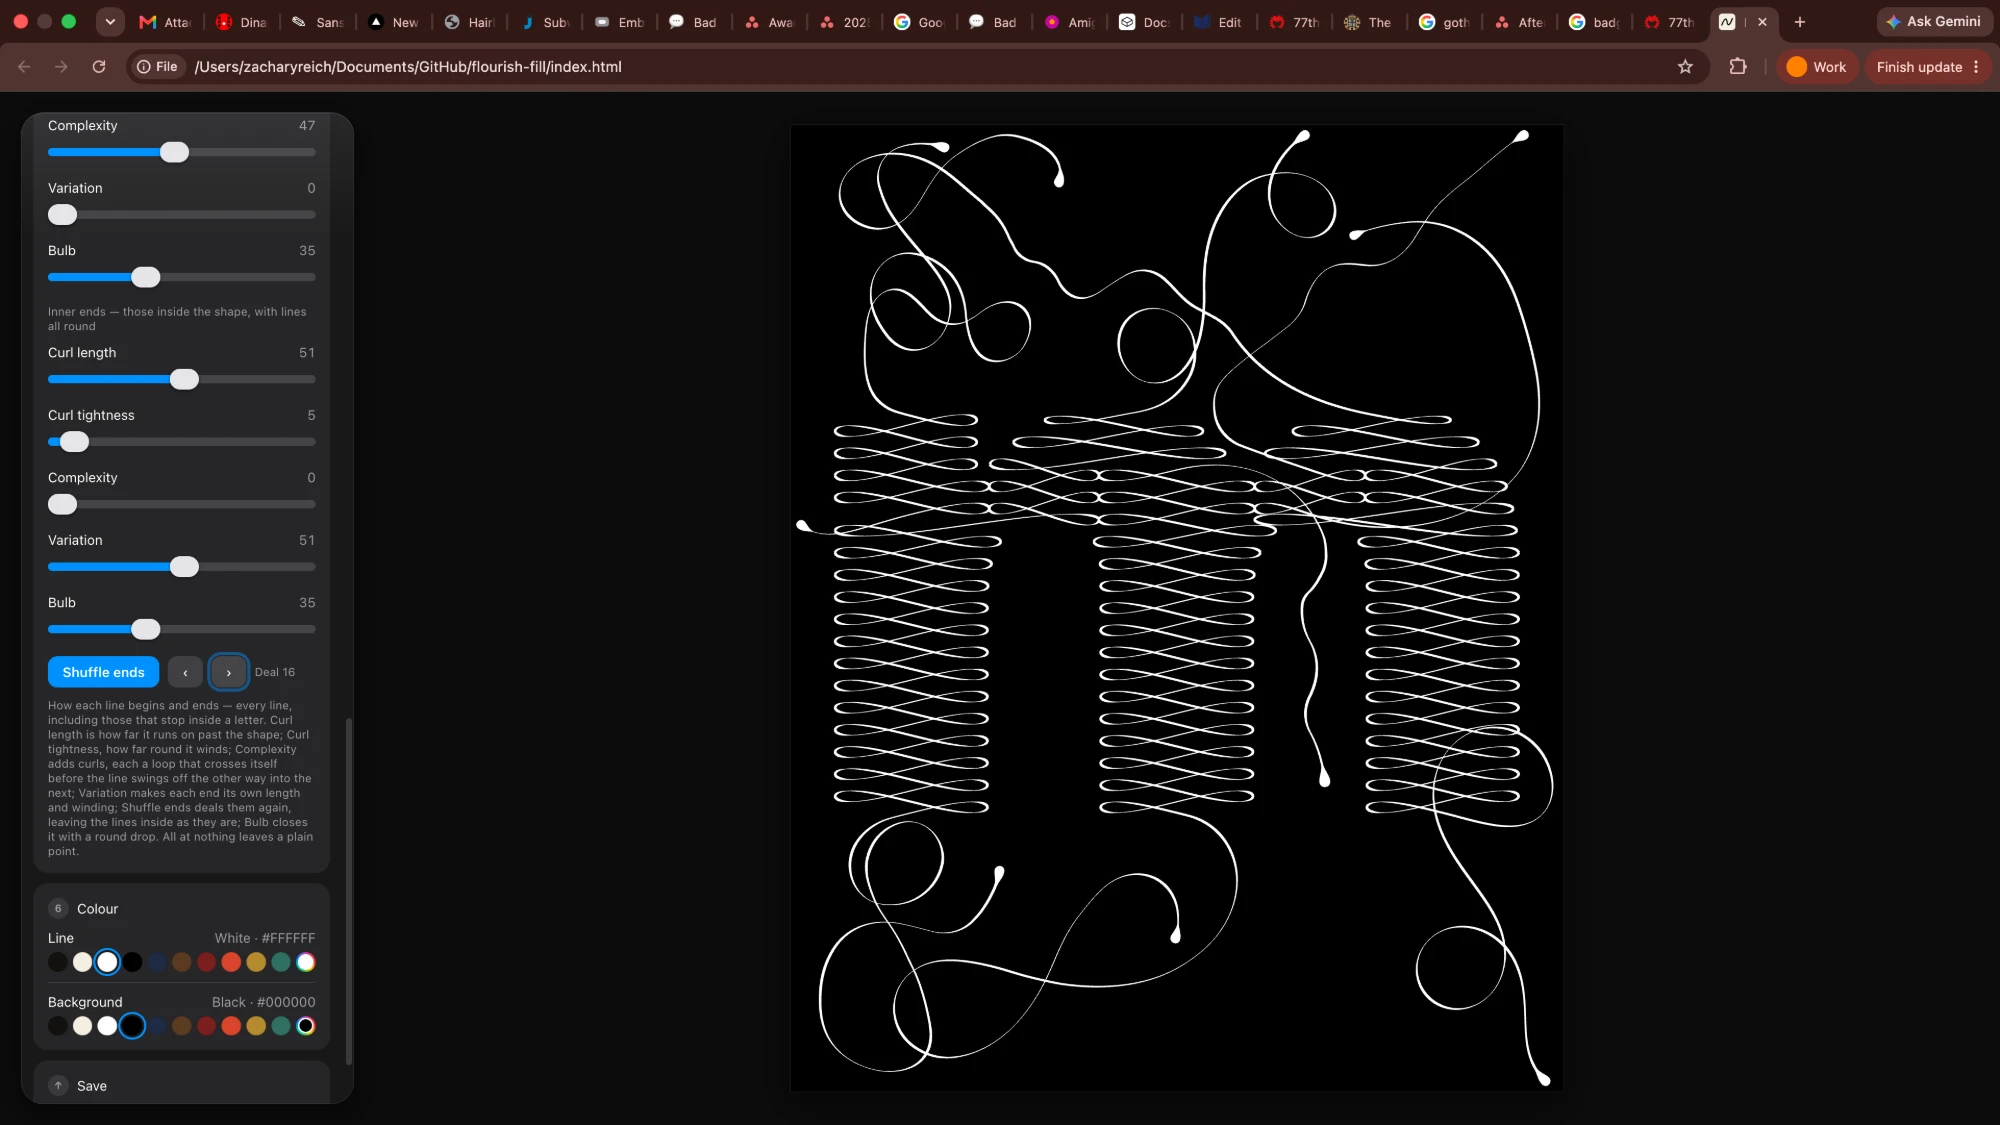 Atta
Dina
Sans
New
Hairl
Subv
Emb
Bad
Awa
202
Goo
Bad
Amig
Doc
Edit
77th
The
goth
Afte
badg
77th
Ask Gemini
File
/Users/zacharyreich/Documents/GitHub/flourish-fill/index.html
Work
Finish update
Complexity 47
Variation 0
Bulb 35
Inner ends — those inside the shape, with lines
all round
Curl length 51
Curl tightness 5
Complexity 0
Variation 51
Bulb 35
Shuffle ends ‹ › Deal 16
How each line begins and ends — every line,
including those that stop inside a letter. Curl
length is how far it runs on past the shape; Curl
tightness, how far round it winds; Complexity
adds curls, each a loop that crosses itself
before the line swings off the other way into the
next; Variation makes each end its own length
and winding; Shuffle ends deals them again,
leaving the lines inside as they are; Bulb closes
it with a round drop. All at nothing leaves a plain
point.
6 Colour
Line White · #FFFFFF
Background Black · #000000
Save